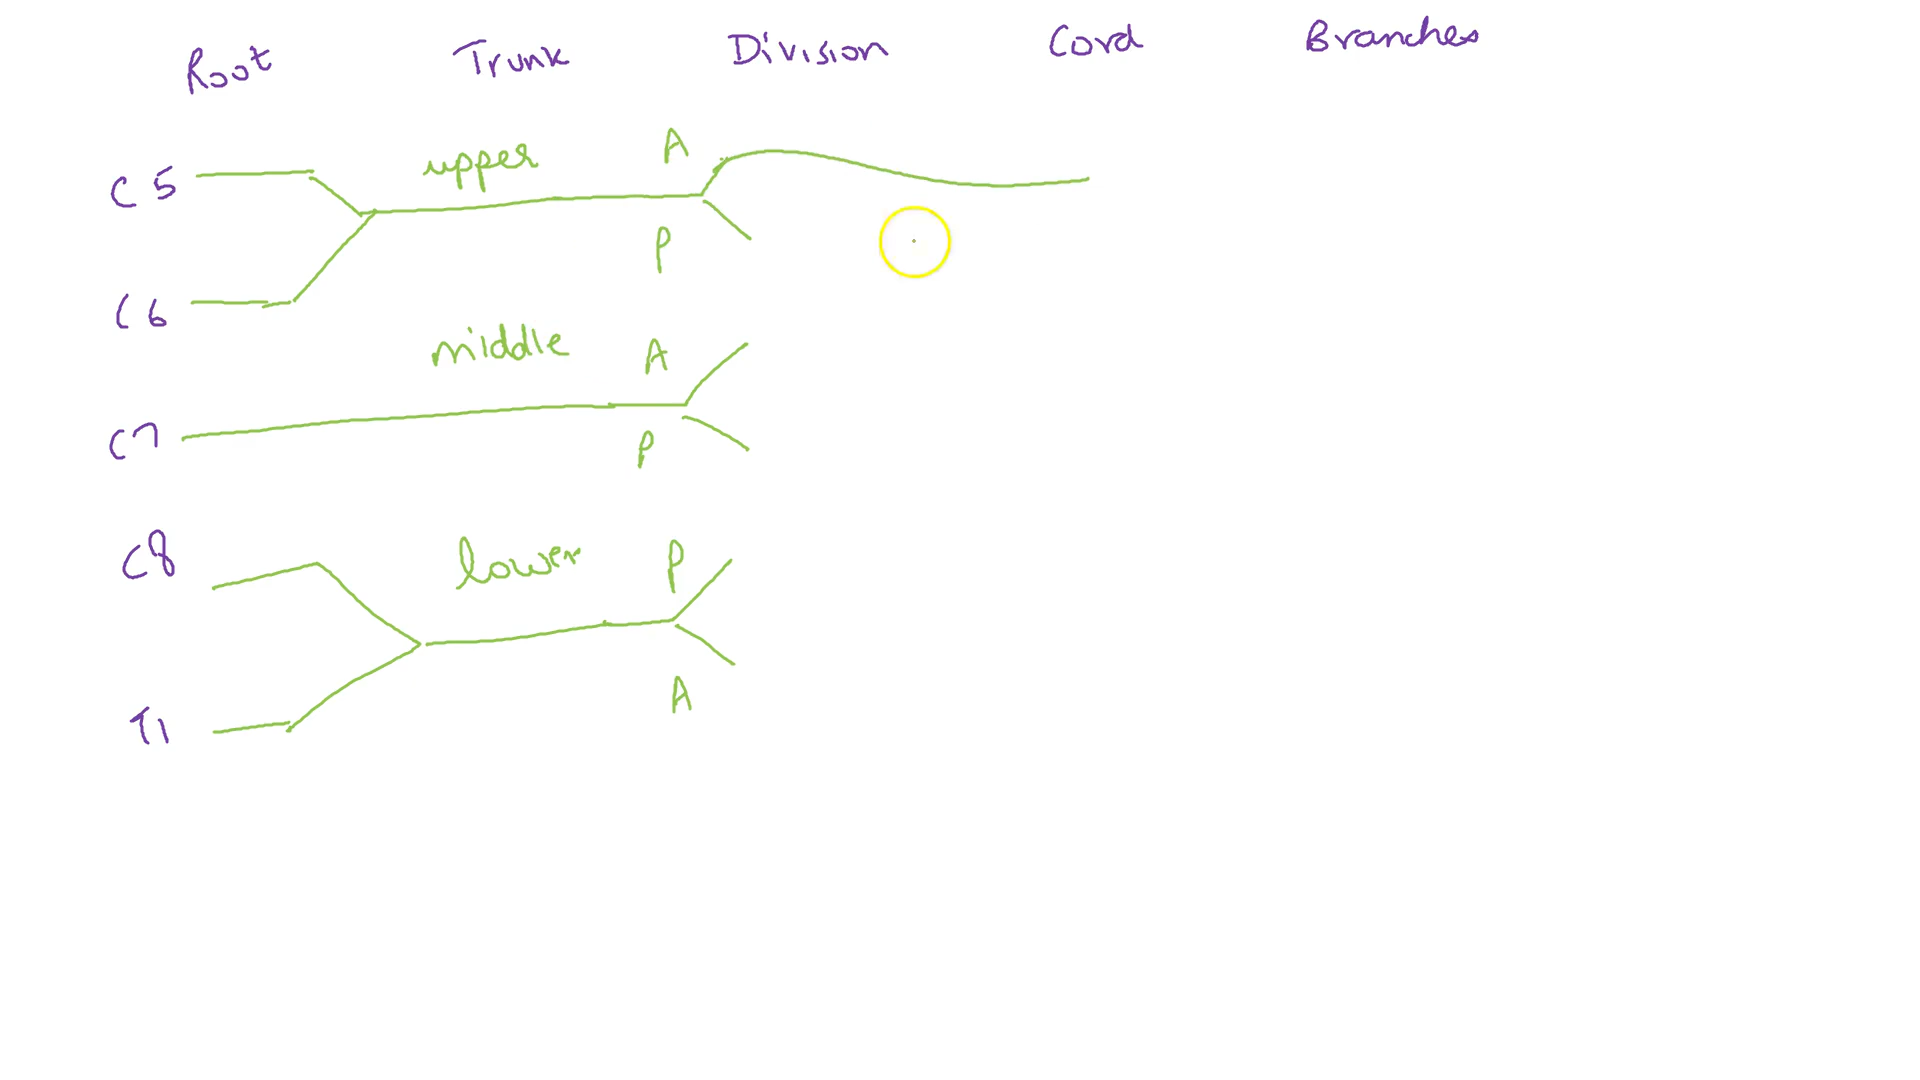 Root Trunk Division Cord Branches
upper A
C5
P
C6
middle A
C7 P
C8 lower P
A
T1